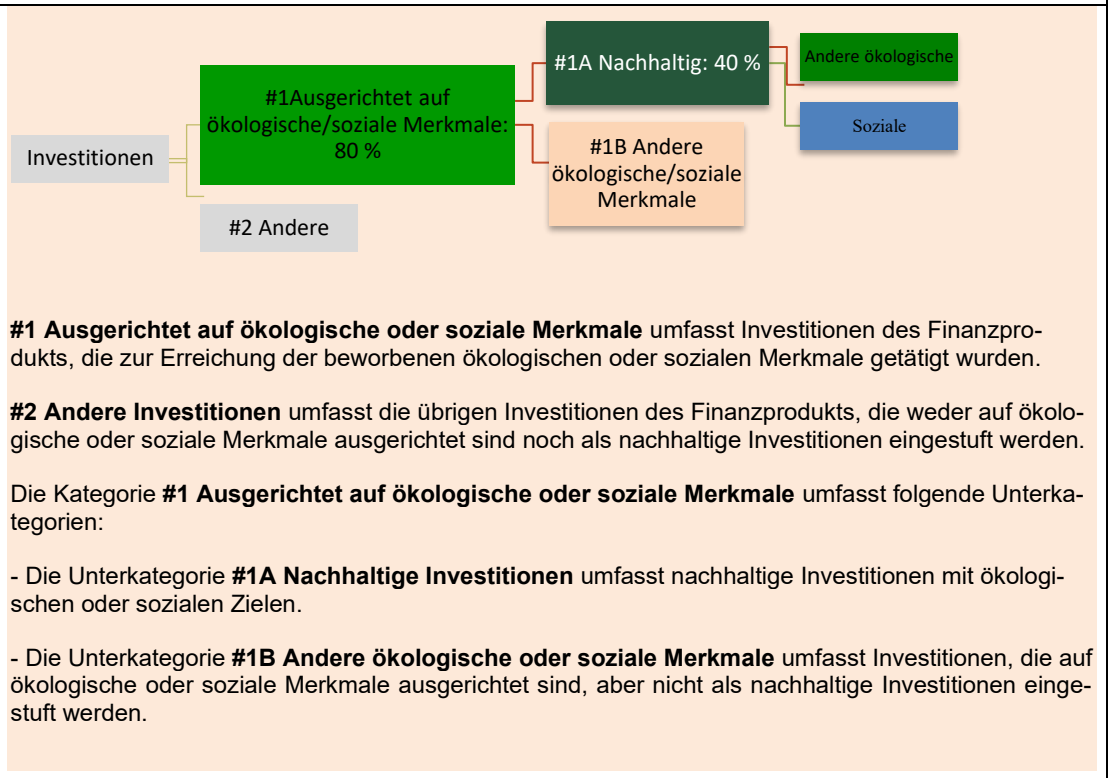 #1A Nachhaltig: 40 %
Andere ökologische
#1Ausgerichtet auf
ökologische/soziale Merkmale:
80 %
Soziale
Investitionen
#1B Andere
ökologische/soziale
Merkmale
#2 Andere
#1 Ausgerichtet auf ökologische oder soziale Merkmale umfasst Investitionen des Finanzpro-
dukts, die zur Erreichung der beworbenen ökologischen oder sozialen Merkmale getätigt wurden.
#2 Andere Investitionen umfasst die übrigen Investitionen des Finanzprodukts, die weder auf ökolo-
gische oder soziale Merkmale ausgerichtet sind noch als nachhaltige Investitionen eingestuft werden.
Die Kategorie #1 Ausgerichtet auf ökologische oder soziale Merkmale umfasst folgende Unterka-
tegorien:
- Die Unterkategorie #1A Nachhaltige Investitionen umfasst nachhaltige Investitionen mit ökologi-
schen oder sozialen Zielen.
- Die Unterkategorie #1B Andere ökologische oder soziale Merkmale umfasst Investitionen, die auf
ökologische oder soziale Merkmale ausgerichtet sind, aber nicht als nachhaltige Investitionen einge-
stuft werden.